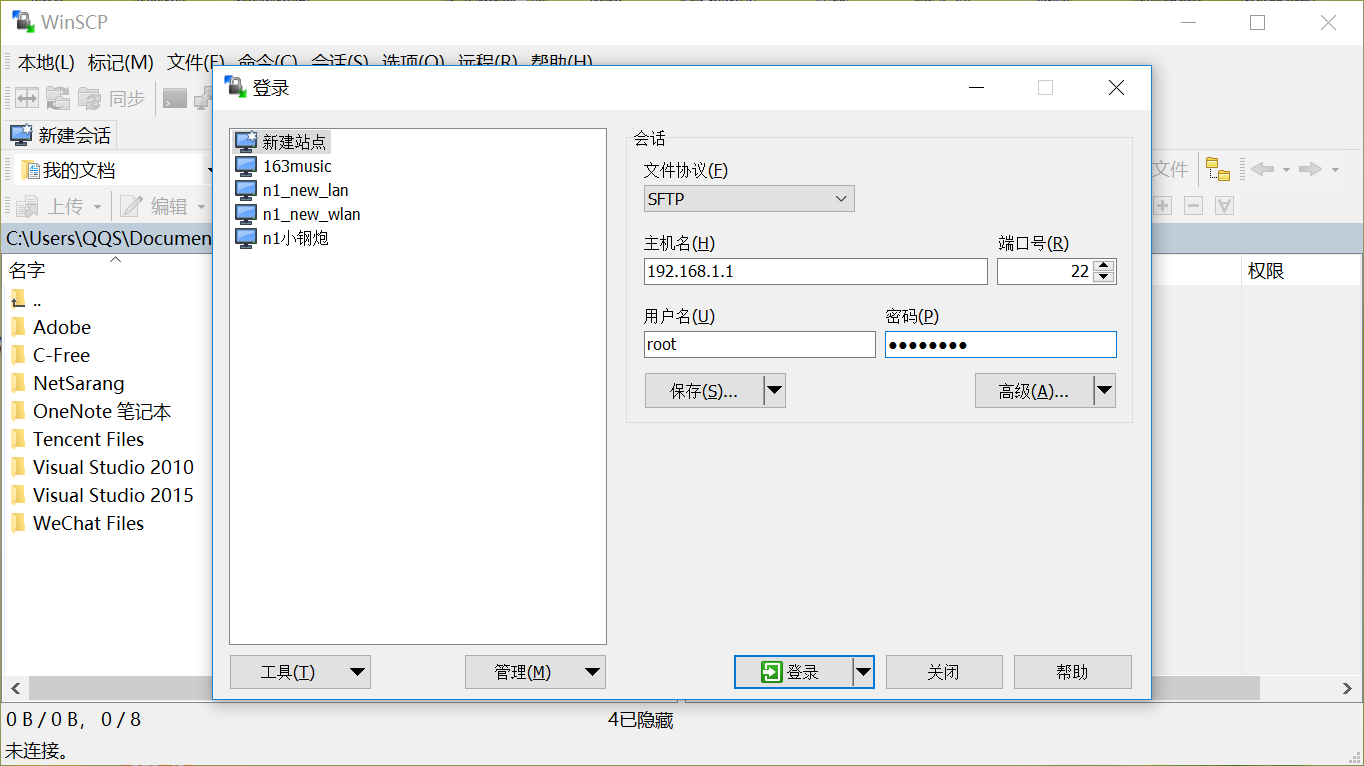 WinSCP
本地(L) 标记(M) 文件(F) 命令(C) 会话(S) 选项(O) 远程(R) 帮助(H)
登录
同步
新建会话
我的文档
文件
上传 编辑
C:\Users\QQS\Documen
名字
权限
..
Adobe
C-Free
NetSarang
OneNote 笔记本
Tencent Files
Visual Studio 2010
Visual Studio 2015
WeChat Files
新建站点
163music
n1_new_lan
n1_new_wlan
n1小钢炮
会话
文件协议(F)
SFTP
主机名(H) 端口号(R)
192.168.1.1 22
用户名(U) 密码(P)
root ●●●●●●●●
保存(S)... 高级(A)...
工具(T) 管理(M) 登录 关闭 帮助
0 B / 0 B, 0 / 8 4已隐藏
未连接。